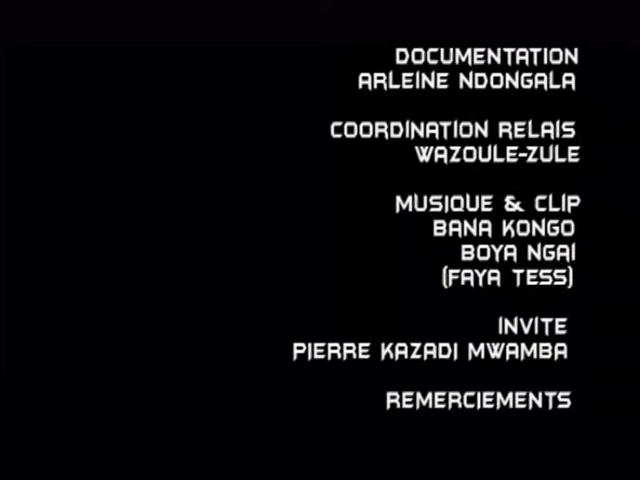 DOCUMENTATION
ARLEINE NDONGALA
COORDINATION RELAIS
WAZOULE-ZULE
MUSIQUE & CLIP
BANA KONGO
BOYA NGAI
(FAYA TESS)
INVITE
PIERRE KAZADI MWAMBA
REMERCIEMENTS